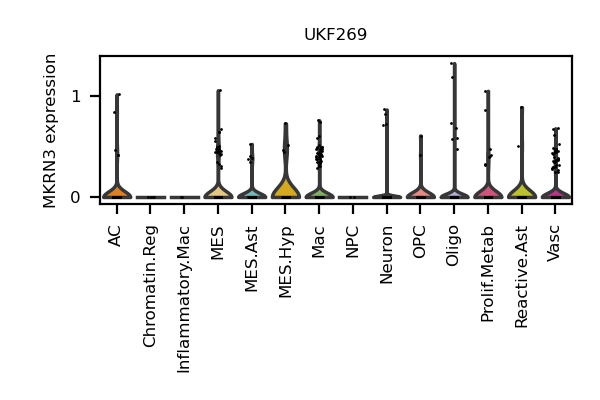 UKF269
MKRN3 expression
1
0
AC
Chromatin.Reg
Inflammatory.Mac
MES
MES.Ast
MES.Hyp
Mac
NPC
Neuron
OPC
Oligo
Prolif.Metab
Reactive.Ast
Vasc